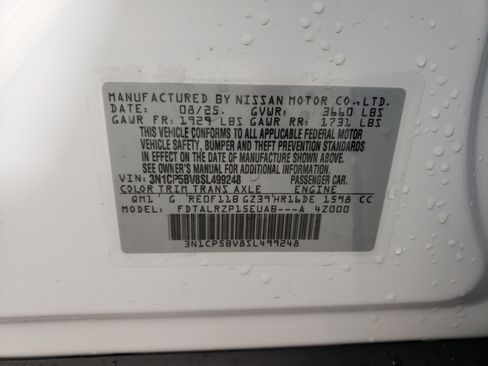 MANUFACTURED BY NISSAN MOTOR CO., LTD.
DATE: 08/25. GVWR: 3660 LBS
GAWR FR: 1929 LBS GAWR RR: 1731 LBS
THIS VEHICLE CONFORMS TO ALL APPLICABLE FEDERAL MOTOR
VEHICLE SAFETY, BUMPER AND THEFT PREVENTION STANDARDS
IN EFFECT ON THE DATE OF MANUFACTURE SHOWN ABOVE.
SEE OWNERS MANUAL FOR ADDITIONAL INFORMATION.
VIN: 3N1CP5BV8SL499248 PASSENGER CAR.
COLOR TRIM TRANS AXLE ENGINE
QM1 G RE0F11B GZ39 HR16DE 1598 CC
MODEL: FDTALRZP15EUAB---A 4Z000
3N1CP5BV8SL499248